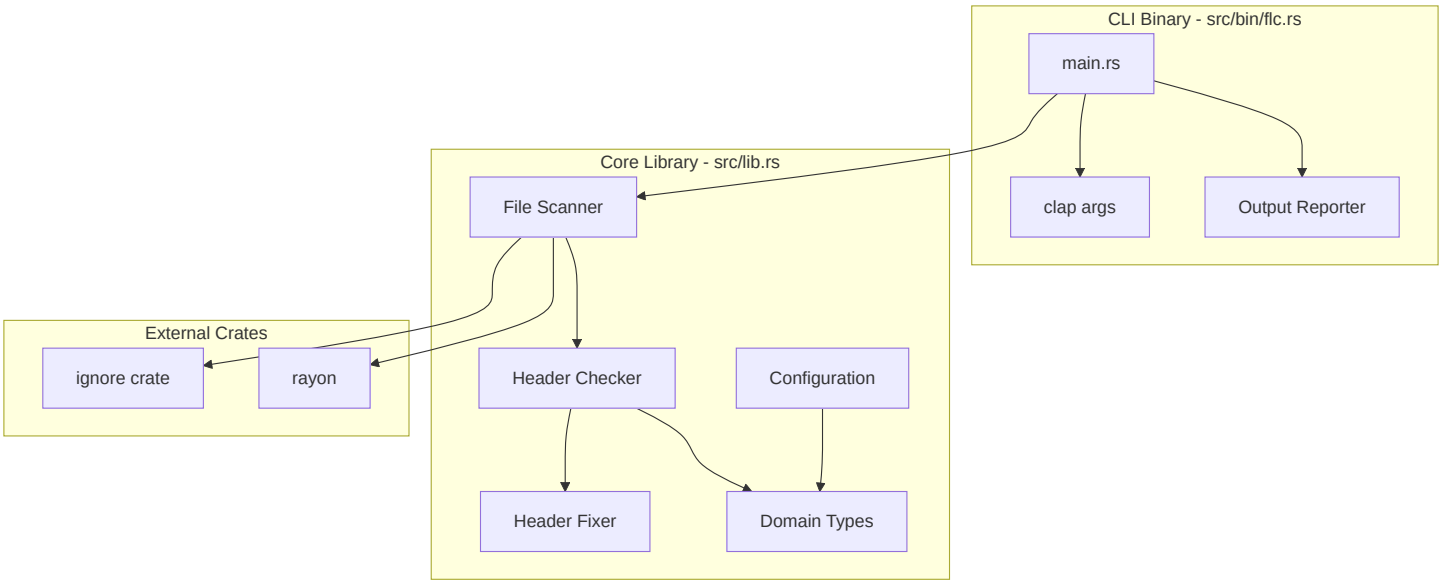 CLI Binary - src/bin/flc.rs
main.rs
clap args
Output Reporter
Core Library - src/lib.rs
File Scanner
Header Checker
Configuration
Header Fixer
Domain Types
External Crates
ignore crate
rayon